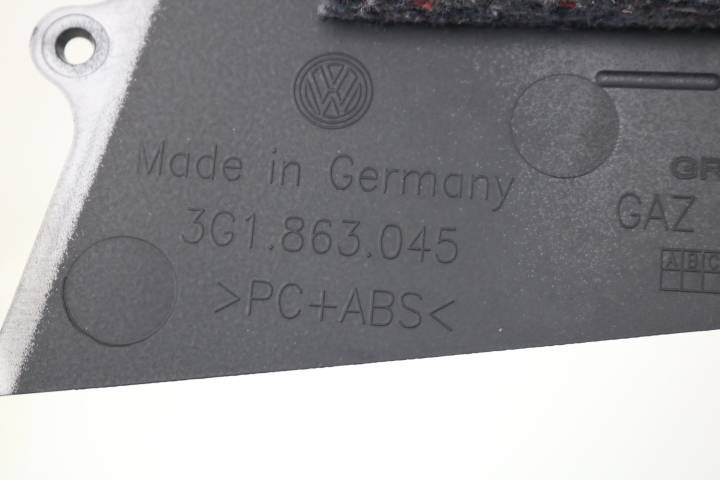 Made in Germany
3G1.863.045
>PC+ABS<
GAZ
A B C